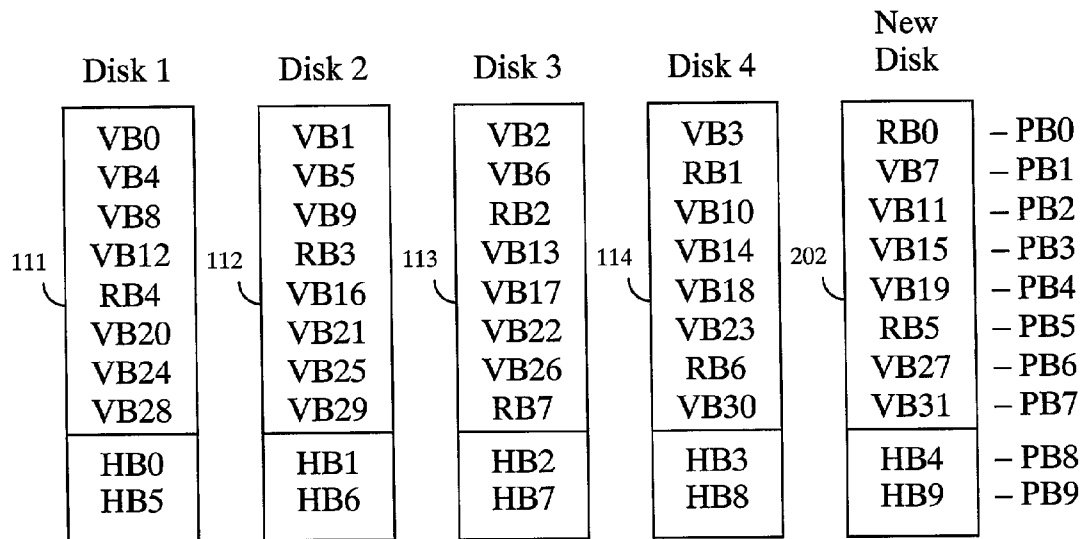 New
Disk 1 Disk 2 Disk 3 Disk 4 Disk
VB0 VB1 VB2 VB3 RB0 – PB0
VB4 VB5 VB6 RB1 VB7 – PB1
VB8 VB9 RB2 VB10 VB11 – PB2
111 VB12 112 RB3 113 VB13 114 VB14 202 VB15 – PB3
RB4 VB16 VB17 VB18 VB19 – PB4
VB20 VB21 VB22 VB23 RB5 – PB5
VB24 VB25 VB26 RB6 VB27 – PB6
VB28 VB29 RB7 VB30 VB31 – PB7
HB0 HB1 HB2 HB3 HB4 – PB8
HB5 HB6 HB7 HB8 HB9 – PB9